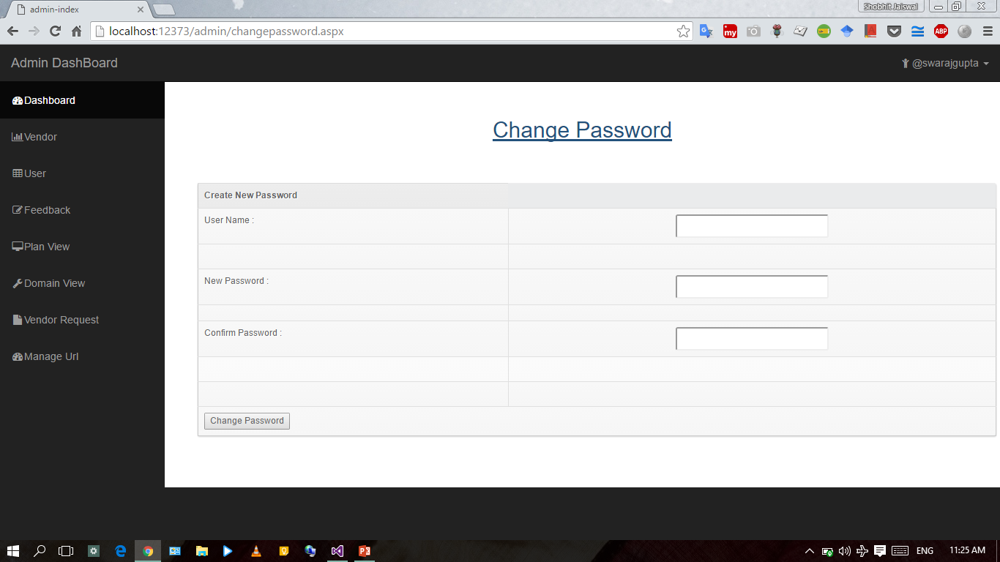 admin-index
Shobhit Jaiswal
localhost:12373/admin/changepassword.aspx
my
ABP
Admin DashBoard
@swarajgupta
Dashboard
Vendor
User
Feedback
Plan View
Domain View
Vendor Request
Manage Url
Change Password
Create New Password
User Name :
New Password :
Confirm Password :
Change Password
ENG
11:25 AM